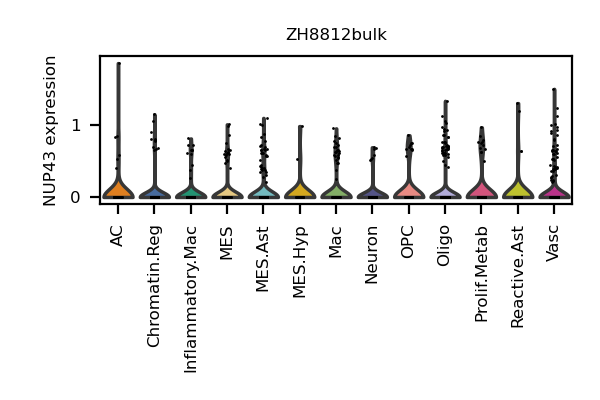 ZH8812bulk
NUP43 expression
1
0
AC
Chromatin.Reg
Inflammatory.Mac
MES
MES.Ast
MES.Hyp
Mac
Neuron
OPC
Oligo
Prolif.Metab
Reactive.Ast
Vasc